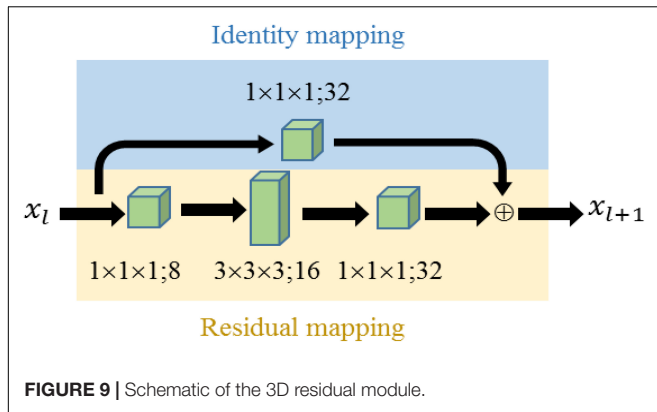 Identity mapping
1×1×1;32
x_l
⊕
x_{l+1}
1×1×1;8 3×3×3;16 1×1×1;32
Residual mapping
FIGURE 9 | Schematic of the 3D residual module.